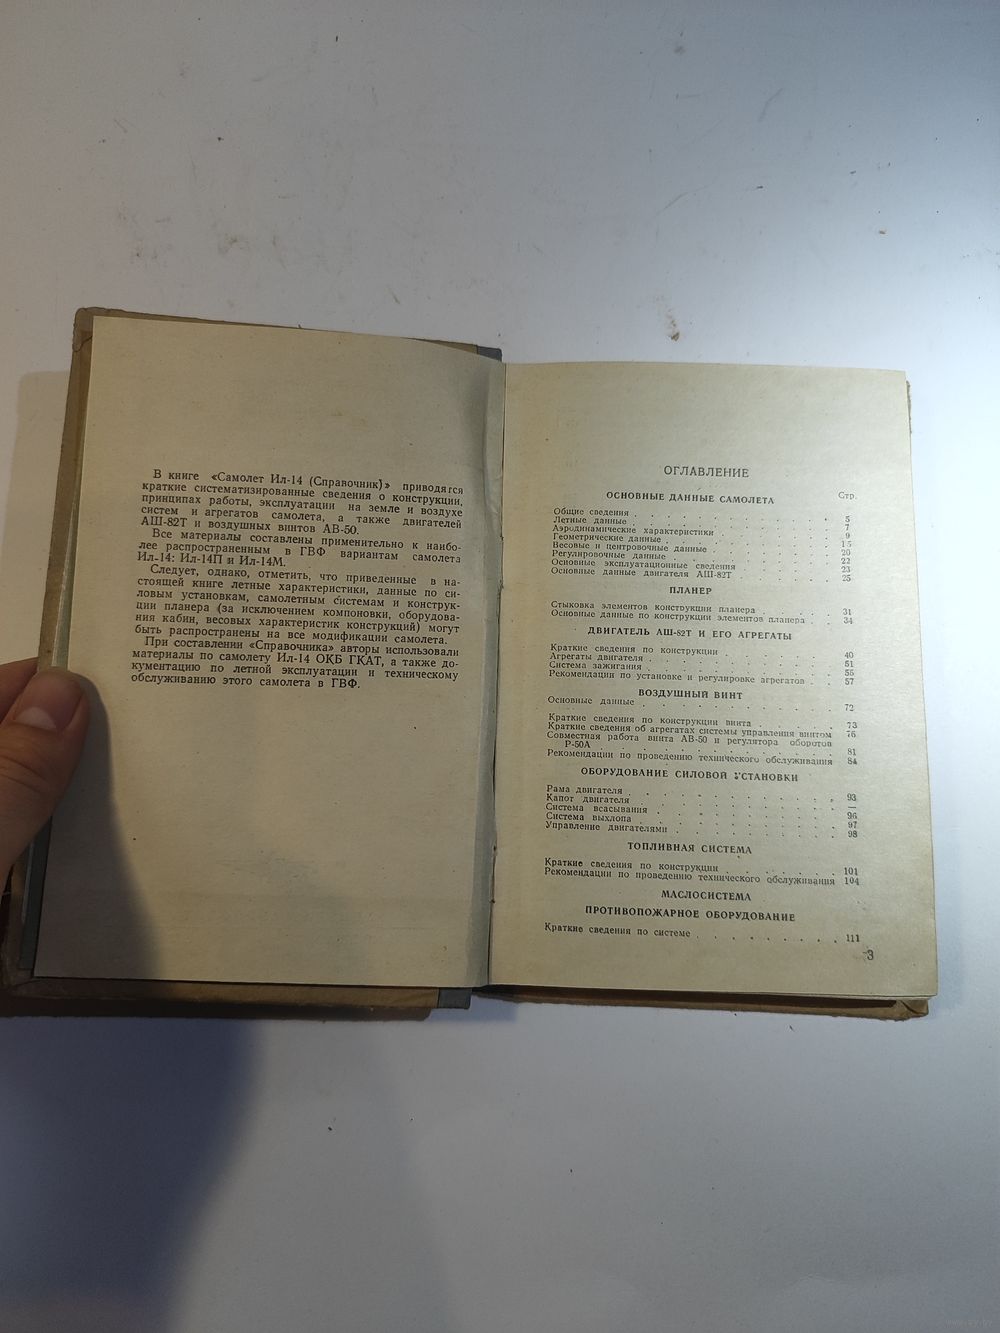 В книге «Самолет Ил-14 (Справочник)» приводятся
краткие систематизированные сведения о конструкции,
принципах работы, эксплуатации на земле и воздухе
систем и агрегатов самолета, а также двигателей
АШ-82Т и воздушных винтов АВ-50.
Все материалы составлены применительно к наибо-
лее распространенным в ГВФ вариантам самолета
Ил-14: Ил-14П и Ил-14М.
Следует, однако, отметить, что приведенные в на-
стоящей книге летные характеристики, данные по си-
ловым установкам, самолетным системам и конструк-
ции планера (за исключением компоновки, оборудова-
ния кабин, весовых характеристик конструкций) могут
быть распространены на все модификации самолета.
При составлении «Справочника» авторы использовали
материалы по самолету Ил-14 ОКБ ГКАТ, а также до-
кументацию по летной эксплуатации и техническому
обслуживанию этого самолета в ГВФ.
ОГЛАВЛЕНИЕ
Стр.
ОСНОВНЫЕ ДАННЫЕ САМОЛЕТА
Общие сведения . . . 5
Летные данные . . . 7
Аэродинамические характеристики . . . 9
Геометрические данные . . . 15
Весовые и центровочные данные . . . 20
Регулировочные данные . . . 22
Основные эксплуатационные сведения . . . 23
Основные данные двигателя АШ-82Т . . . 25
ПЛАНЕР
Стыковка элементов конструкции планера . . . 31
Основные данные по конструкции элементов планера . 34
ДВИГАТЕЛЬ АШ-82Т И ЕГО АГРЕГАТЫ
Краткие сведения по конструкции . . . 40
Агрегаты двигателя . . . 51
Система зажигания . . . 55
Рекомендации по установке и регулировке агрегатов . . 57
ВОЗДУШНЫЙ ВИНТ
Основные данные . . . 72
Краткие сведения по конструкции винта . . . 73
Краткие сведения об агрегатах системы управления винтом 76
Совместная работа винта АВ-50 и регулятора оборотов
Р-50А . . . 81
Рекомендации по проведению технического обслуживания 84
ОБОРУДОВАНИЕ СИЛОВОЙ УСТАНОВКИ
Рама двигателя . . . 93
Капот двигателя . . . —
Система всасывания . . . 96
Система выхлопа . . . 97
Управление двигателями . . . 98
ТОПЛИВНАЯ СИСТЕМА
Краткие сведения по конструкции . . . 101
Рекомендации по проведению технического обслуживания 104
МАСЛОСИСТЕМА
ПРОТИВОПОЖАРНОЕ ОБОРУДОВАНИЕ
Краткие сведения по системе . . . 111
3